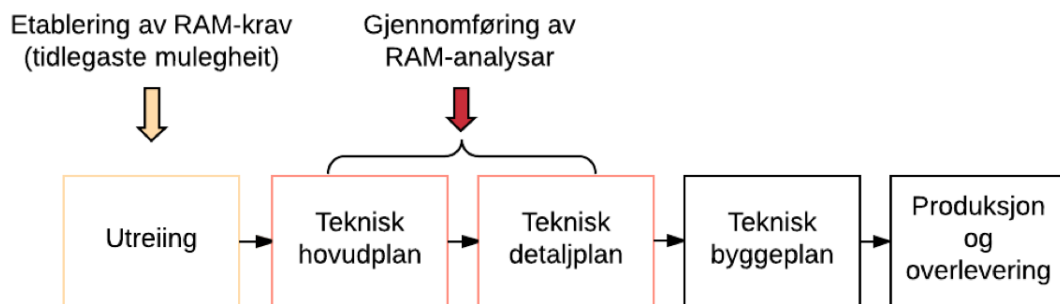 Etablering av RAM-krav
(tidlegaste mulegheit)
Gjennomføring av
RAM-analysar
Utreiing
Teknisk
hovudplan
Teknisk
detaljplan
Teknisk
byggeplan
Produksjon
og
overlevering